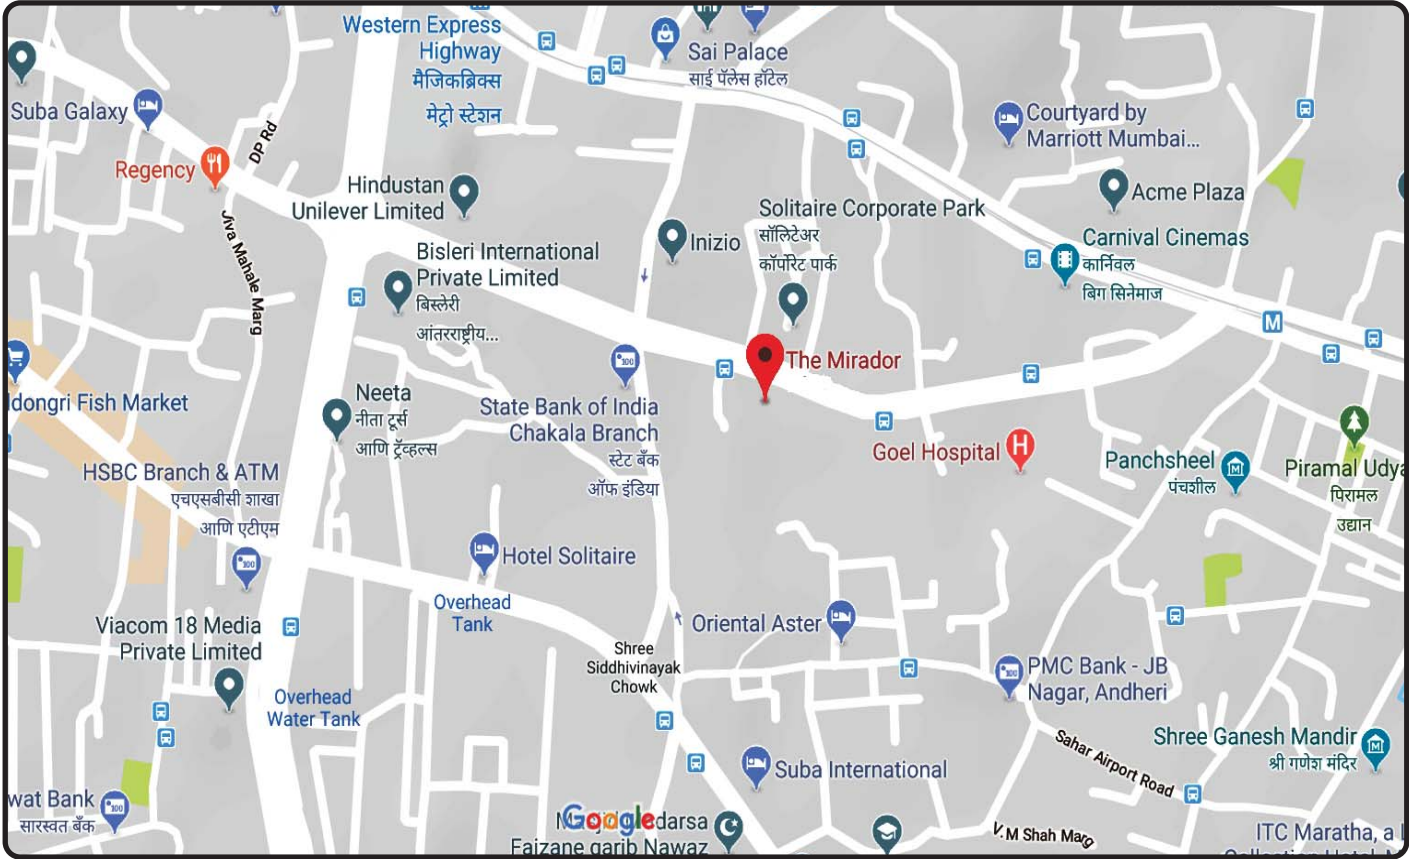 Western Express
Highway
मैजिकब्रिक्स
मेट्रो स्टेशन
Sai Palace
साई पॅलेस हॉटेल
Suba Galaxy
Regency
DP Rd
Courtyard by
Marriott Mumbai...
Hindustan
Unilever Limited
Acme Plaza
Solitaire Corporate Park
सॉलिटेअर
कॉर्पोरेट पार्क
Inizio
Jiva Mahale Marg
Bisleri International
Private Limited
बिस्लेरी
आंतरराष्ट्रीय...
Carnival Cinemas
कार्निवल
बिग सिनेमाज
M
The Mirador
ldongri Fish Market
Neeta
नीता टूर्स
आणि ट्रॅव्हल्स
State Bank of India
Chakala Branch
स्टेट बँक
ऑफ इंडिया
Goel Hospital
H
Panchsheel
पंचशील
Piramal Udya
पिरामल
उद्यान
HSBC Branch & ATM
एचएसबीसी शाखा
आणि एटीएम
Hotel Solitaire
Overhead
Tank
Viacom 18 Media
Private Limited
Oriental Aster
Shree
Siddhivinayak
Chowk
PMC Bank - JB
Nagar, Andheri
Overhead
Water Tank
Sahar Airport Road
Shree Ganesh Mandir
श्री गणेश मंदिर
Suba International
wat Bank
सारस्वत बँक
Google
darsa
Faizane garib Nawaz
V. M Shah Marg
ITC Maratha, a L